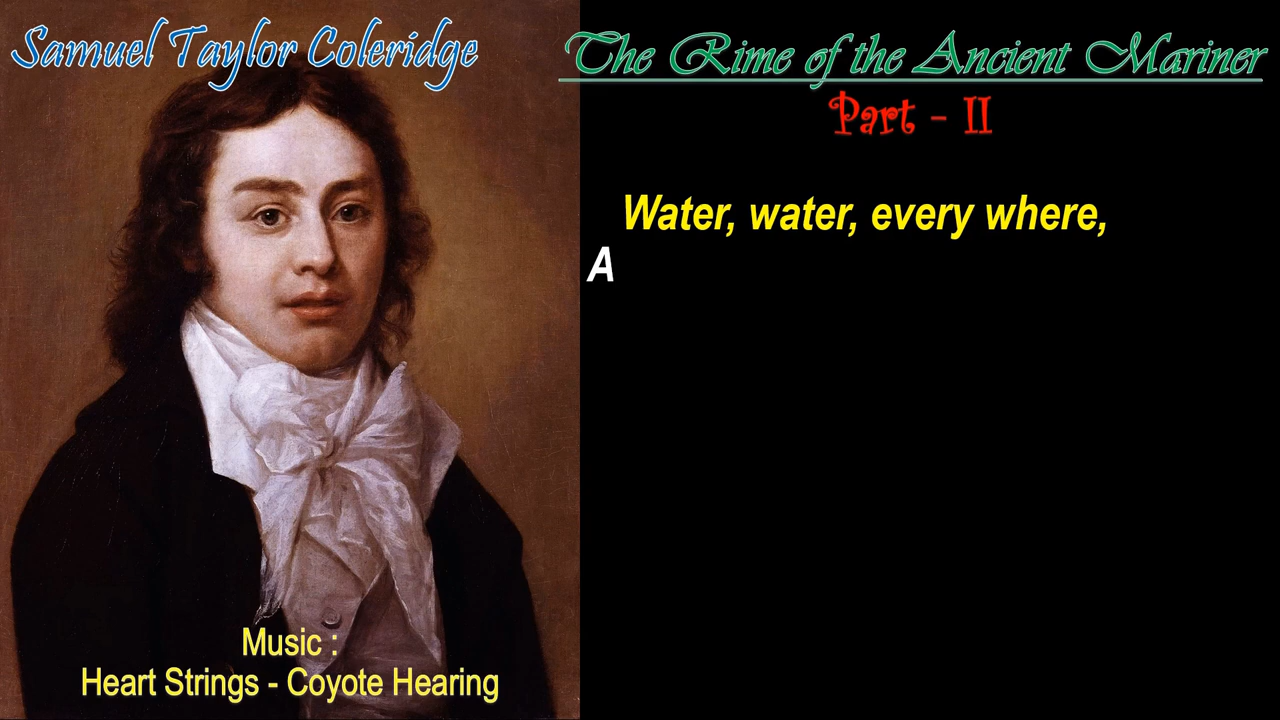 Samuel Taylor Coleridge
The Rime of the Ancient Mariner
Part - II
Water, water, every where,
A
Music :
Heart Strings - Coyote Hearing